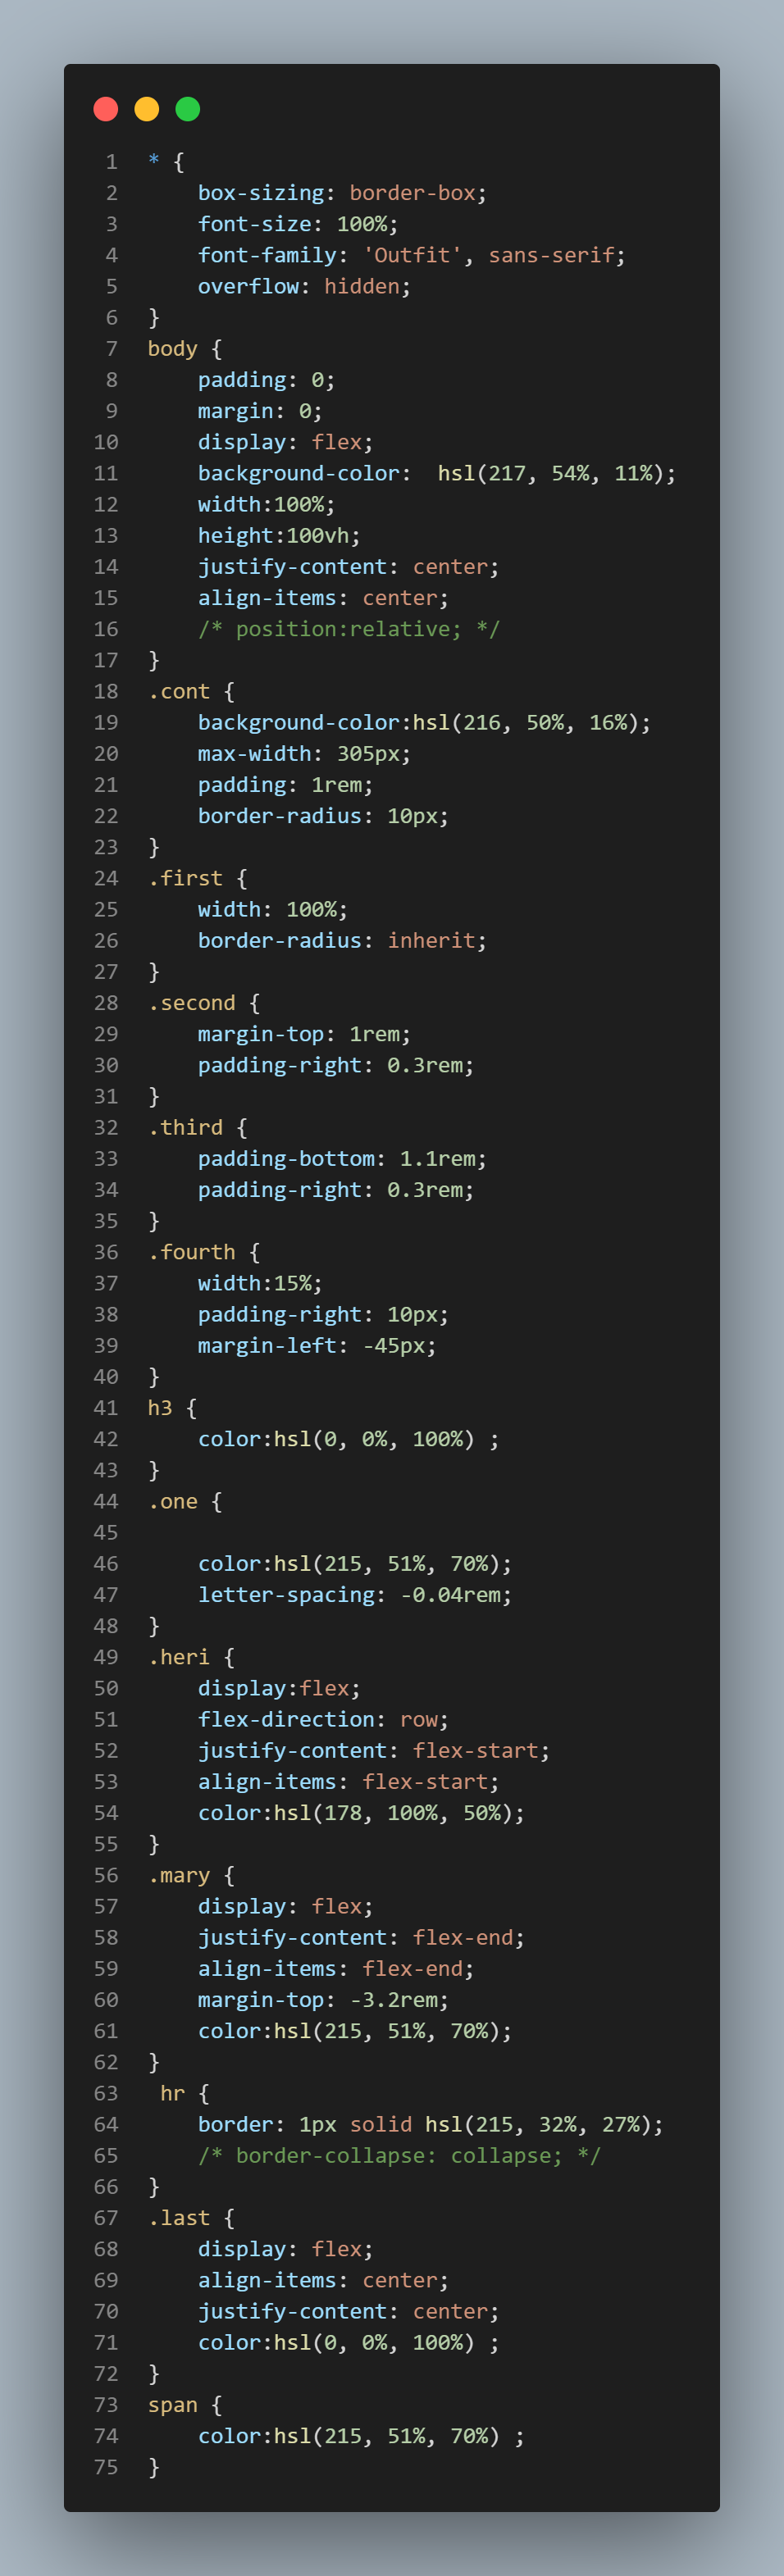 1 * {
2     box-sizing: border-box;
3     font-size: 100%;
4     font-family: 'Outfit', sans-serif;
5     overflow: hidden;
6 }
7 body {
8     padding: 0;
9     margin: 0;
10     display: flex;
11     background-color:  hsl(217, 54%, 11%);
12     width:100%;
13     height:100vh;
14     justify-content: center;
15     align-items: center;
16     /* position:relative; */
17 }
18 .cont {
19     background-color:hsl(216, 50%, 16%);
20     max-width: 305px;
21     padding: 1rem;
22     border-radius: 10px;
23 }
24 .first {
25     width: 100%;
26     border-radius: inherit;
27 }
28 .second {
29     margin-top: 1rem;
30     padding-right: 0.3rem;
31 }
32 .third {
33     padding-bottom: 1.1rem;
34     padding-right: 0.3rem;
35 }
36 .fourth {
37     width:15%;
38     padding-right: 10px;
39     margin-left: -45px;
40 }
41 h3 {
42     color:hsl(0, 0%, 100%) ;
43 }
44 .one {
45
46     color:hsl(215, 51%, 70%);
47     letter-spacing: -0.04rem;
48 }
49 .heri {
50     display:flex;
51     flex-direction: row;
52     justify-content: flex-start;
53     align-items: flex-start;
54     color:hsl(178, 100%, 50%);
55 }
56 .mary {
57     display: flex;
58     justify-content: flex-end;
59     align-items: flex-end;
60     margin-top: -3.2rem;
61     color:hsl(215, 51%, 70%);
62 }
63  hr {
64     border: 1px solid hsl(215, 32%, 27%);
65     /* border-collapse: collapse; */
66 }
67 .last {
68     display: flex;
69     align-items: center;
70     justify-content: center;
71     color:hsl(0, 0%, 100%) ;
72 }
73 span {
74     color:hsl(215, 51%, 70%) ;
75 }